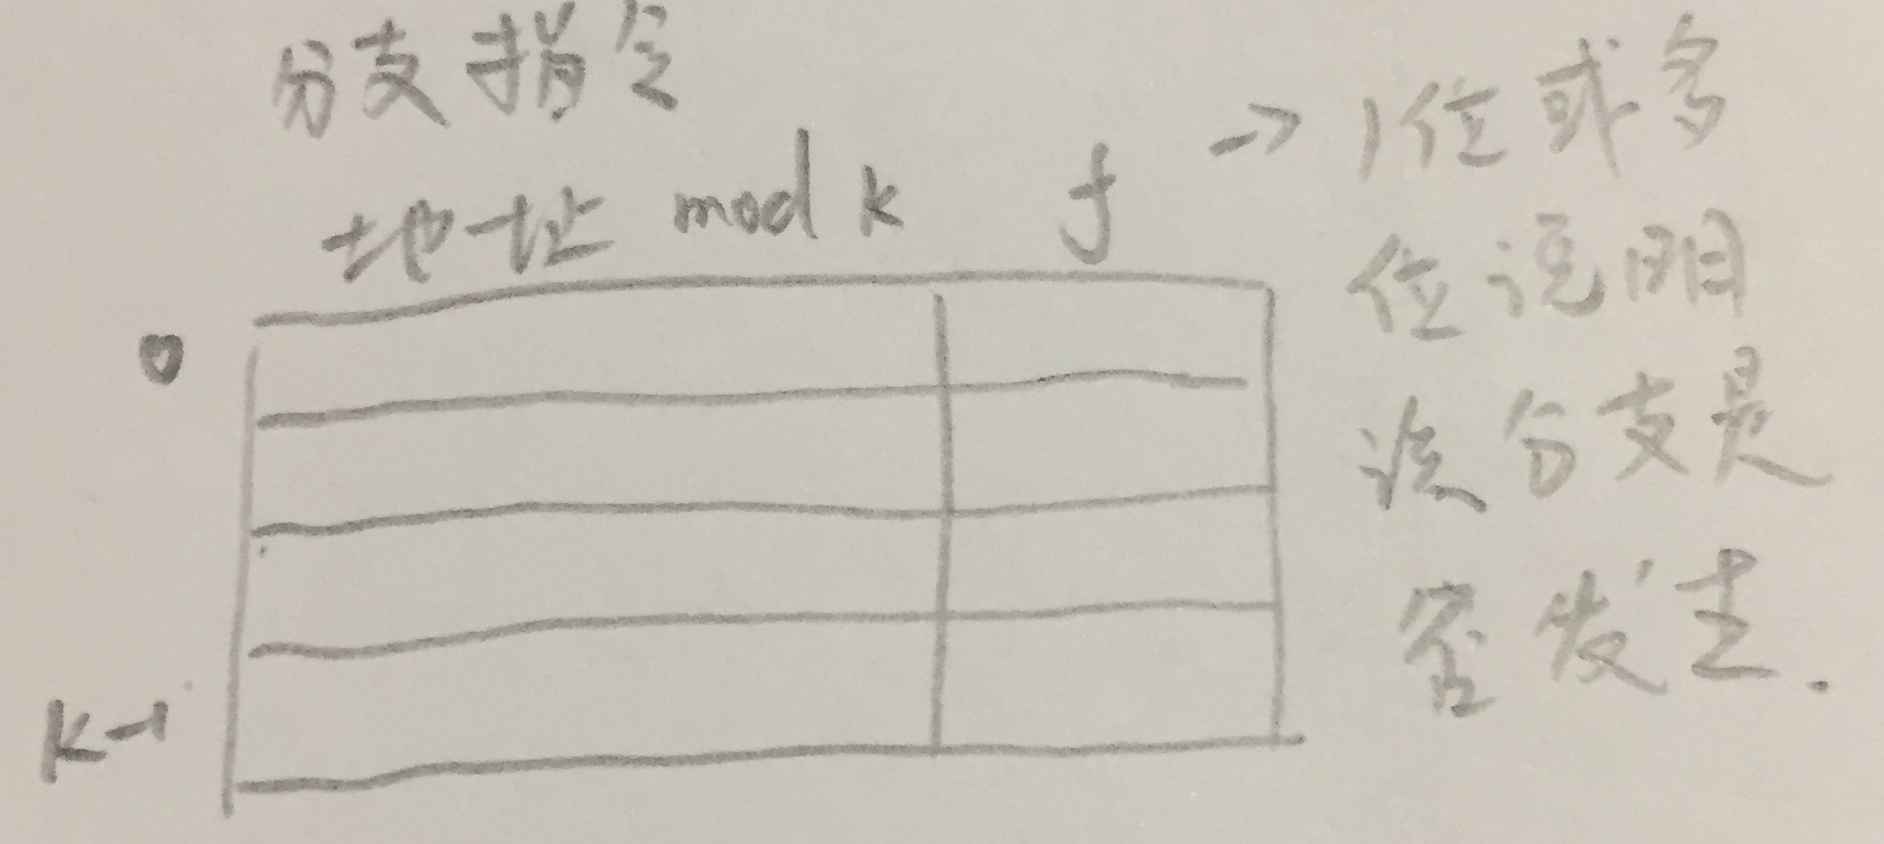 分支指令
地址 mod k
f
→ 1位或多
位说明
该分支是
否发生.
0
k-1